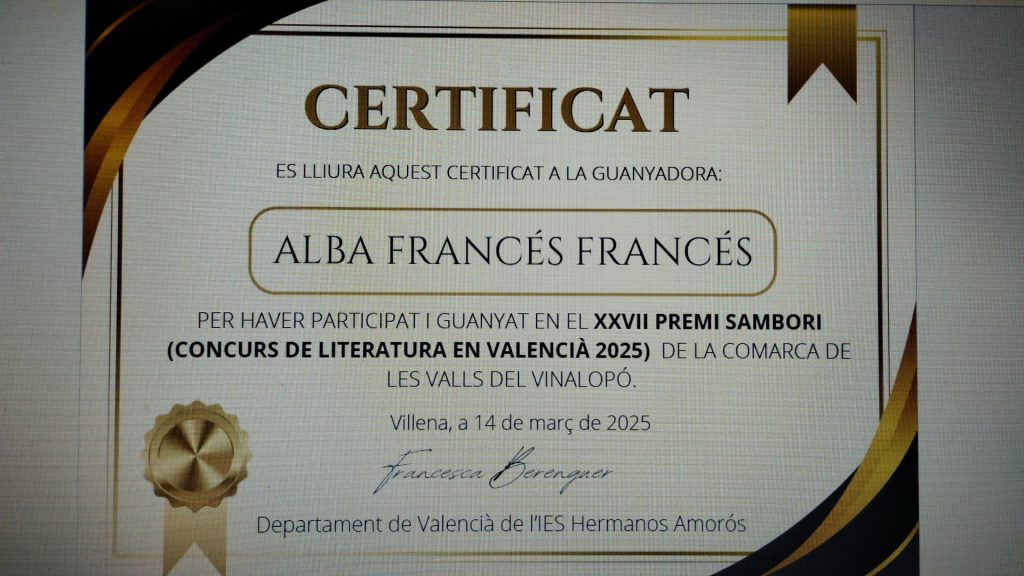 CERTIFICAT
ES LLIURA AQUEST CERTIFICAT A LA GUANYADORA:
ALBA FRANCÉS FRANCÉS
PER HAVER PARTICIPAT I GUANYAT EN EL XXVII PREMI SAMBORI
(CONCURS DE LITERATURA EN VALENCIÀ 2025) DE LA COMARCA DE
LES VALLS DEL VINALOPÓ.
Villena, a 14 de març de 2025
Francesca Berenguer
Departament de Valencià de l'IES Hermanos Amorós